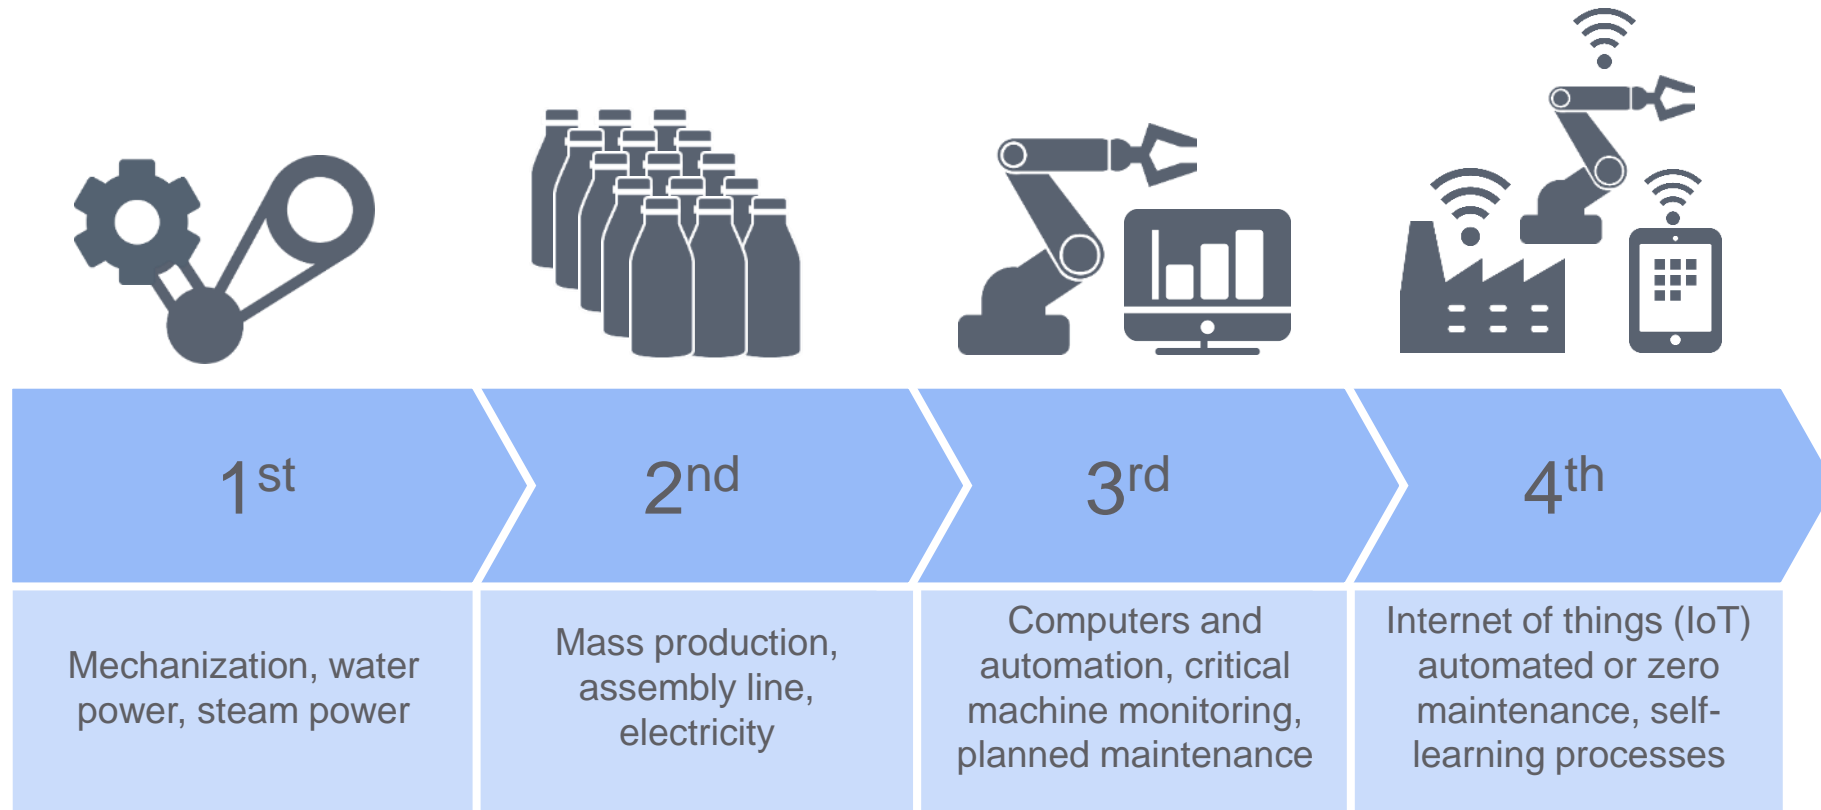 1st
2nd
3rd
4th
Mechanization, water
power, steam power
Mass production,
assembly line,
electricity
Computers and
automation, critical
machine monitoring,
planned maintenance
Internet of things (IoT)
automated or zero
maintenance, self-
learning processes